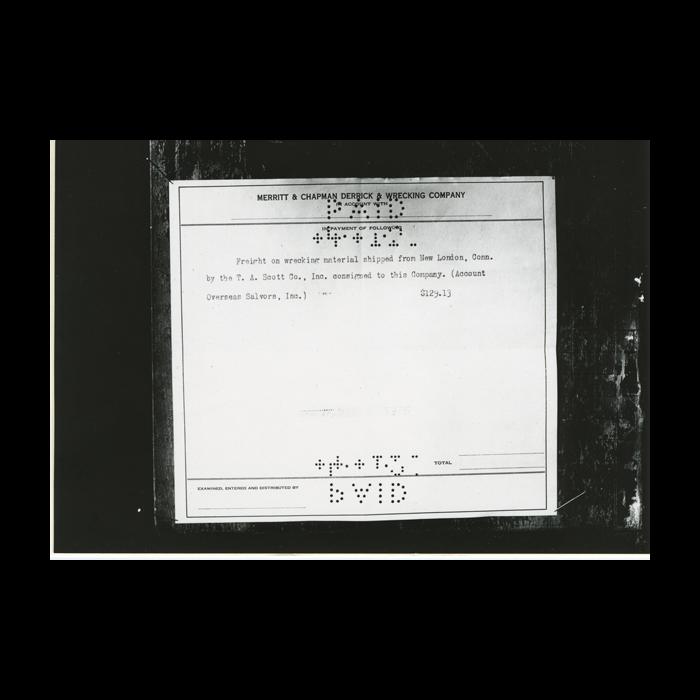 MERRITT & CHAPMAN DERRICK & WRECKING COMPANY
IN ACCOUNT WITH
PAID
IN PAYMENT OF FOLLOWING
Freight on wrecking material shipped from New London, Conn.
by the T. A. Scott Co., Inc. consigned to this Company. (Account
Overseas Salvors, Inc.) $129.13
TOTAL
EXAMINED, ENTERED AND DISTRIBUTED BY
PAID